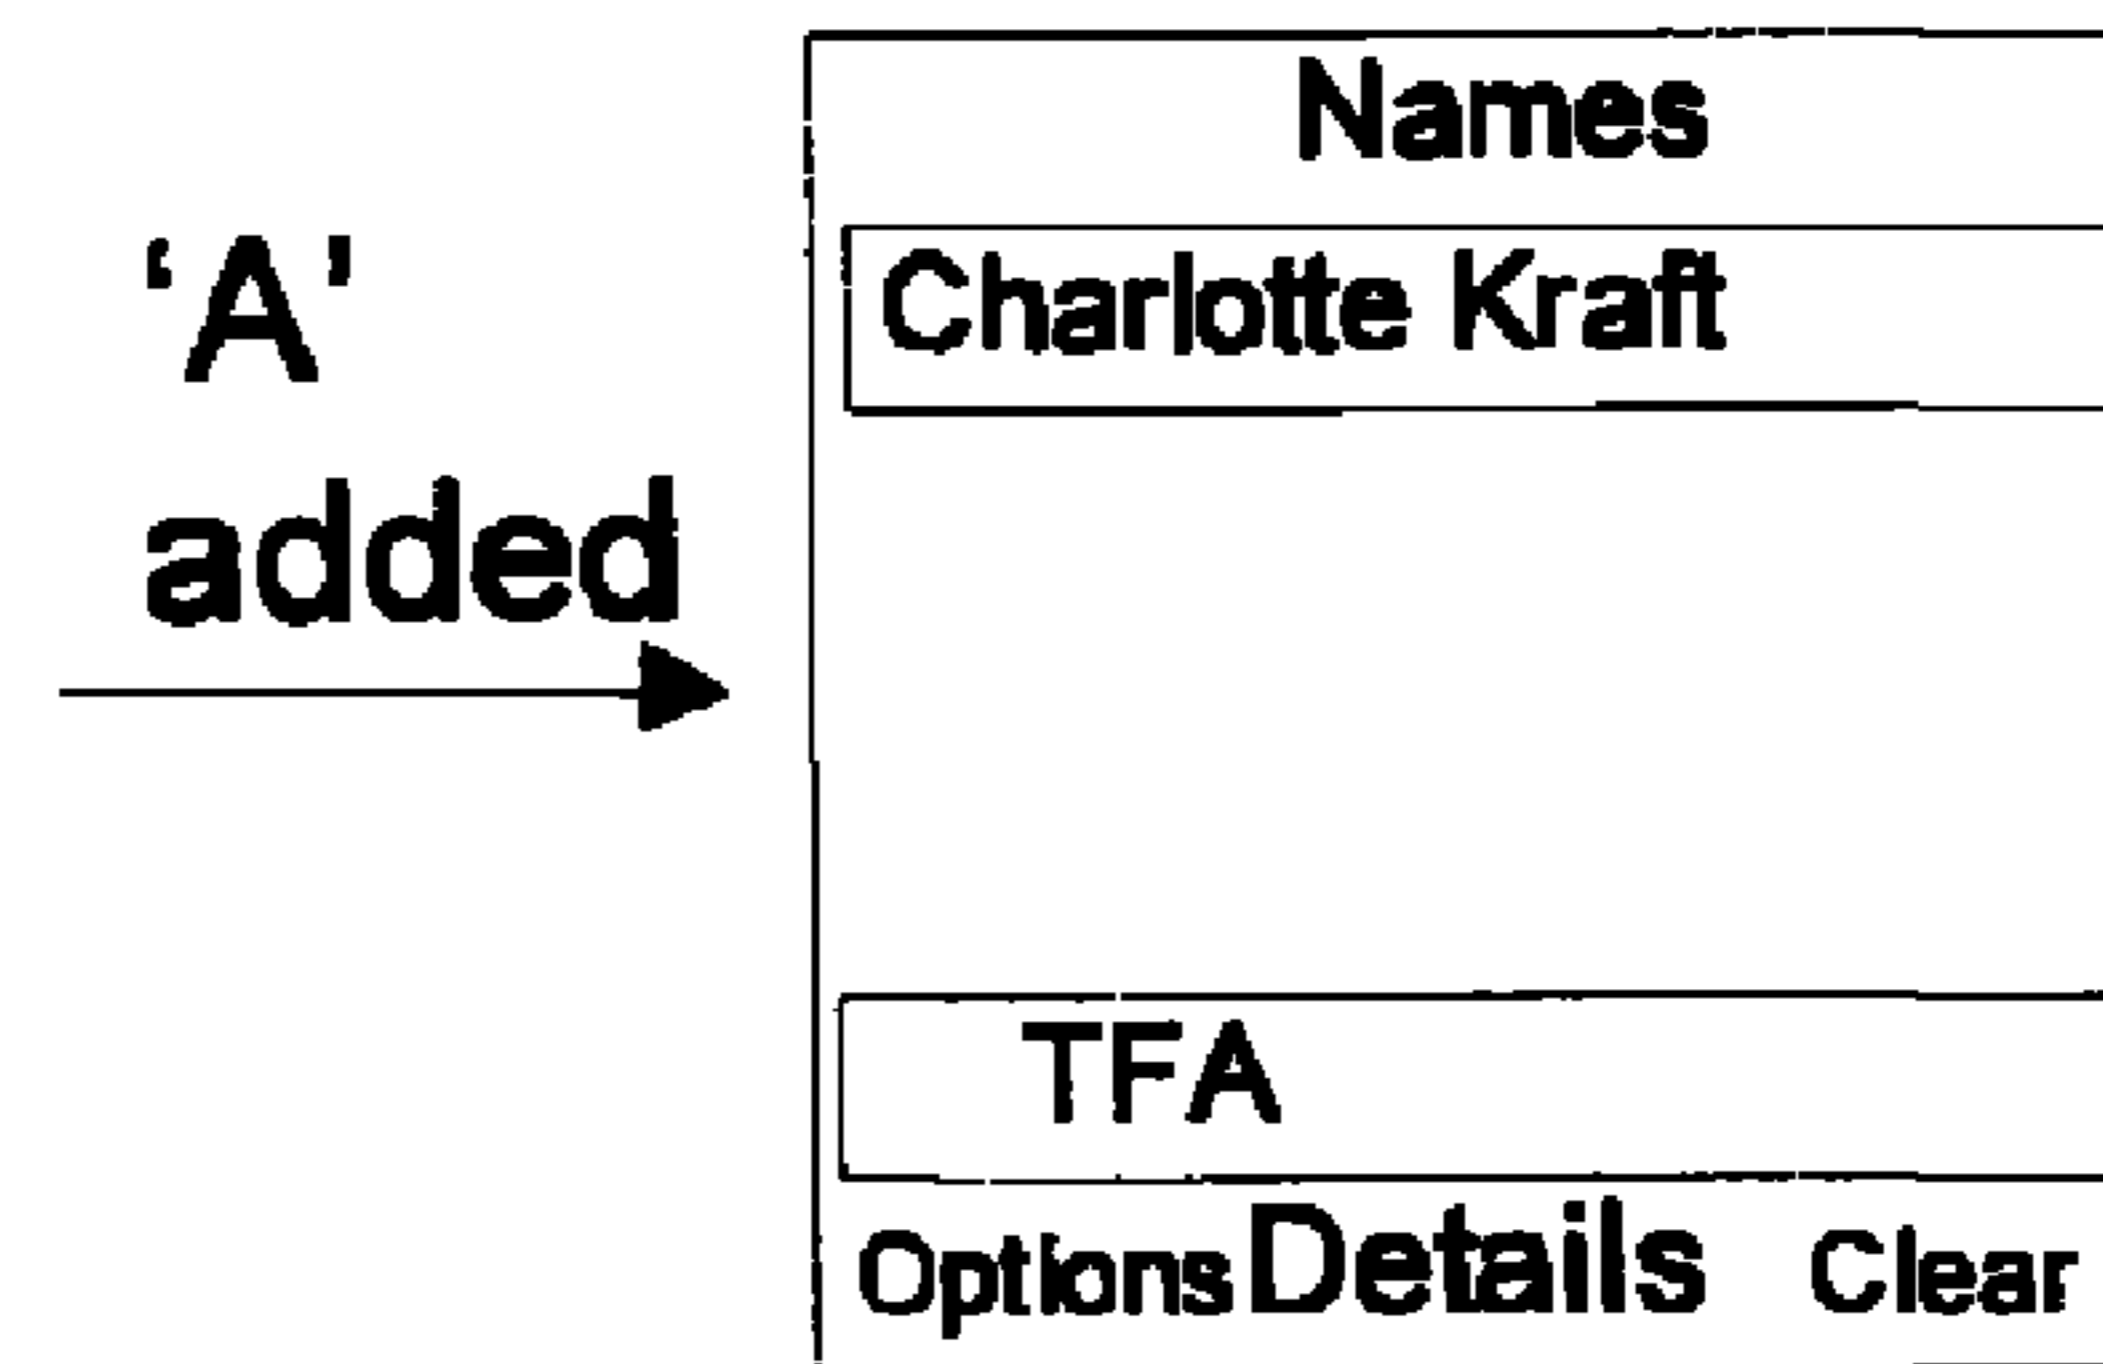 ‘A’
added
Names
Charlotte Kraft
TFA
Options Details Clear